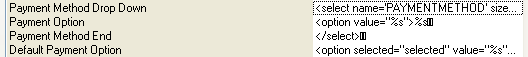 Payment Method Drop Down <select name='PAYMENTMETHOD' size...
Payment Option <option value="%s">%s
Payment Method End </select>
Default Payment Option <option selected="selected" value="%s"...